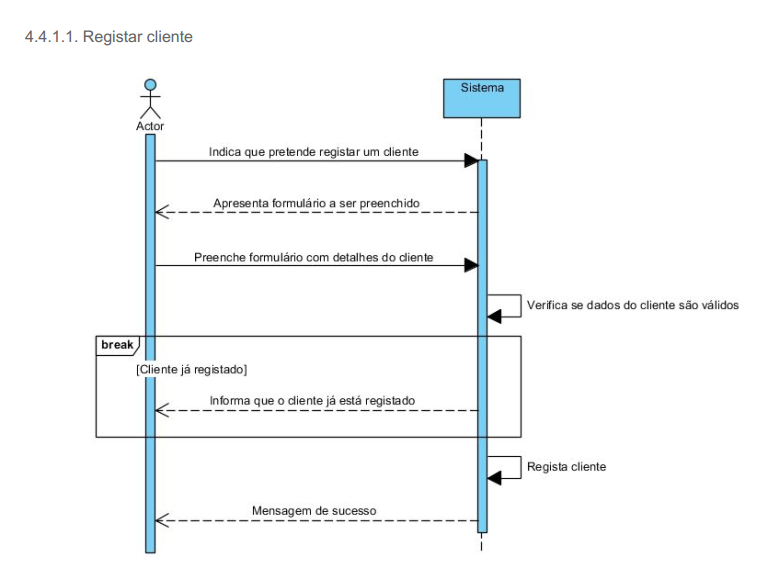 4.4.1.1. Registar cliente
Sistema
Actor
Indica que pretende registar um cliente
Apresenta formulário a ser preenchido
Preenche formulário com detalhes do cliente
Verifica se dados do cliente são válidos
break
[Cliente já registado]
Informa que o cliente já está registado
Regista cliente
Mensagem de sucesso